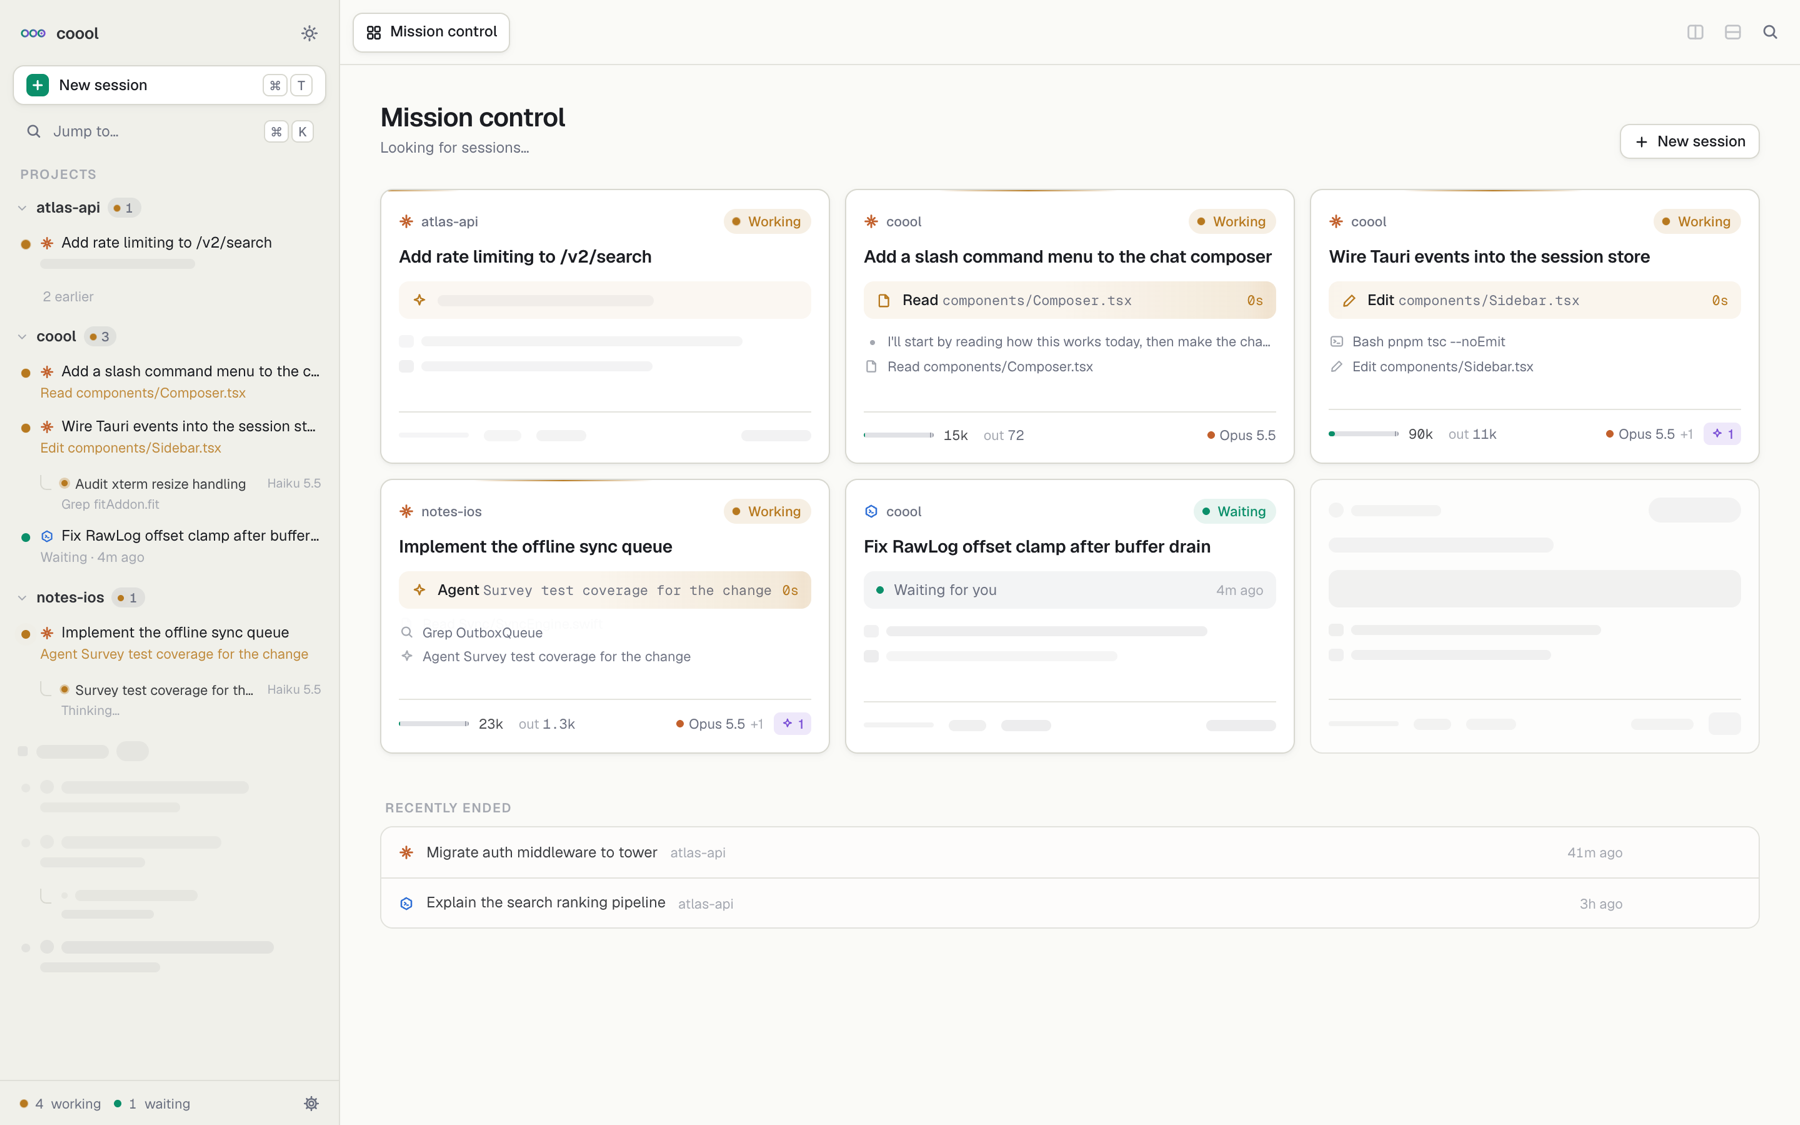 coool
New session ⌘ T
Jump to... ⌘ K
PROJECTS
atlas-api 1
Add rate limiting to /v2/search
2 earlier
coool 3
Add a slash command menu to the c...
Read components/Composer.tsx
Wire Tauri events into the session st...
Edit components/Sidebar.tsx
Audit xterm resize handling Haiku 5.5
Grep fitAddon.fit
Fix RawLog offset clamp after buffer...
Waiting · 4m ago
notes-ios 1
Implement the offline sync queue
Agent Survey test coverage for the change
Survey test coverage for th... Haiku 5.5
Thinking...
4 working 1 waiting
Mission control
Mission control
Looking for sessions...
New session
atlas-api Working
Add rate limiting to /v2/search
coool Working
Add a slash command menu to the chat composer
Read components/Composer.tsx 0s
I'll start by reading how this works today, then make the cha...
Read components/Composer.tsx
15k out 72 Opus 5.5
coool Working
Wire Tauri events into the session store
Edit components/Sidebar.tsx 0s
Bash pnpm tsc --noEmit
Edit components/Sidebar.tsx
90k out 11k Opus 5.5 +1 1
notes-ios Working
Implement the offline sync queue
Agent Survey test coverage for the change 0s
Grep OutboxQueue
Agent Survey test coverage for the change
23k out 1.3k Opus 5.5 +1 1
coool Waiting
Fix RawLog offset clamp after buffer drain
Waiting for you 4m ago
RECENTLY ENDED
Migrate auth middleware to tower atlas-api 41m ago
Explain the search ranking pipeline atlas-api 3h ago